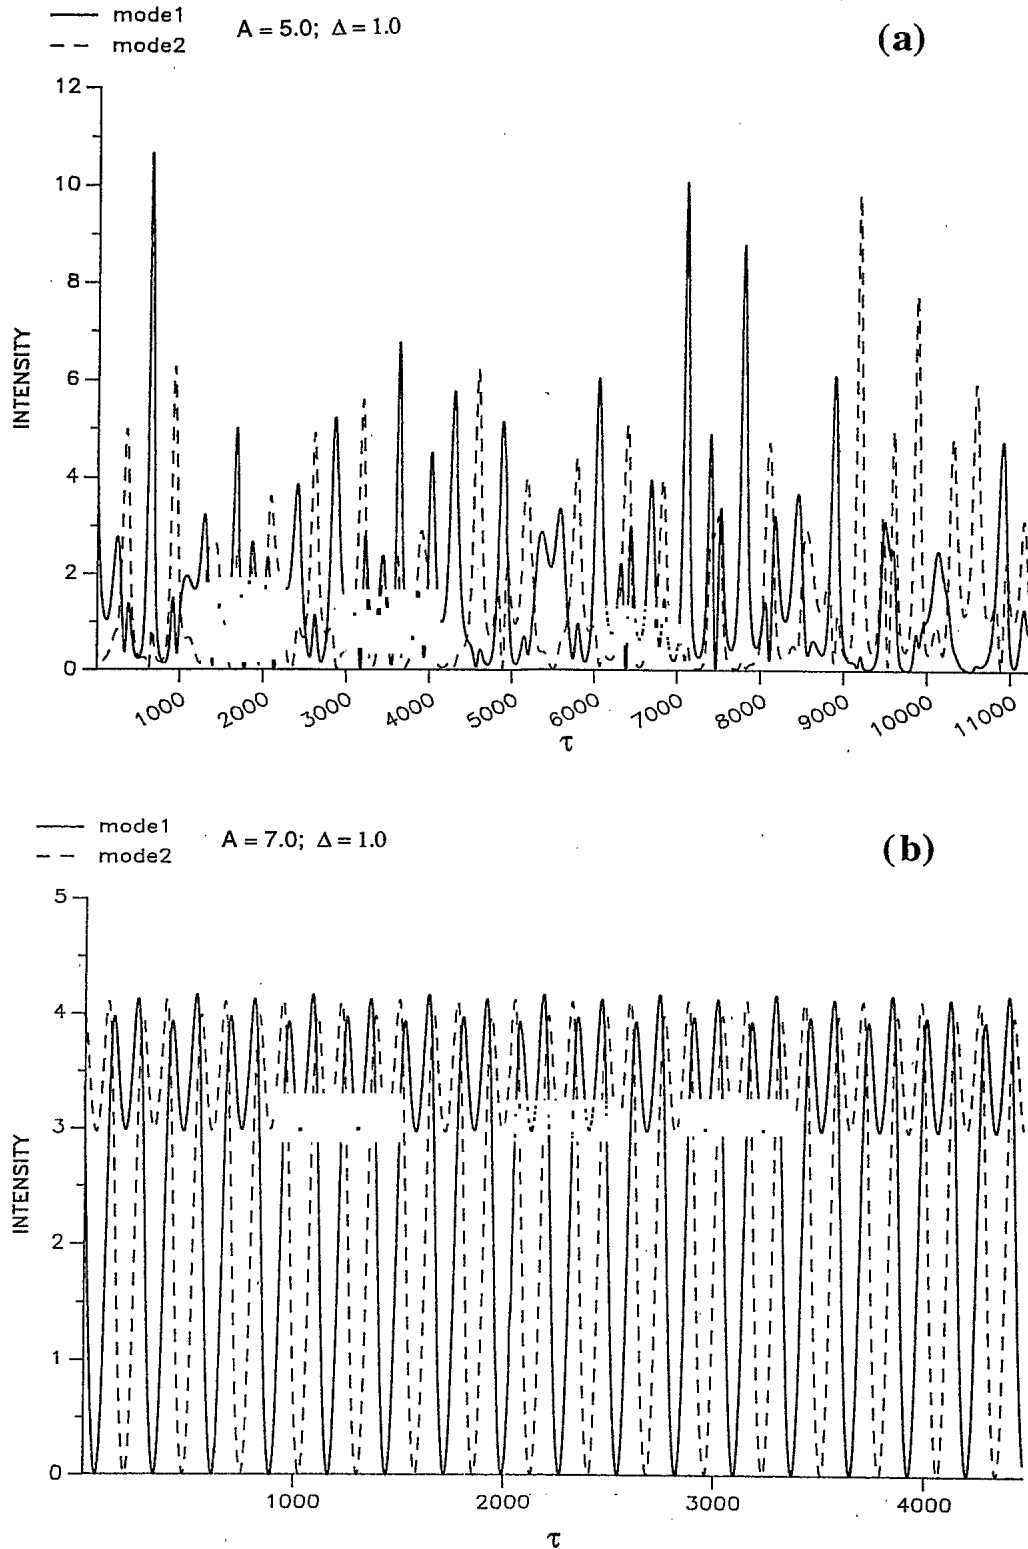 mode1
mode2
A = 5.0; Δ = 1.0
(a)
12
10
8
6
4
2
0
INTENSITY
1000 2000 3000 4000 5000 6000 7000 8000 9000 10000 11000
τ
mode1
mode2
A = 7.0; Δ = 1.0
(b)
5
4
3
2
1
0
INTENSITY
1000 2000 3000 4000
τ